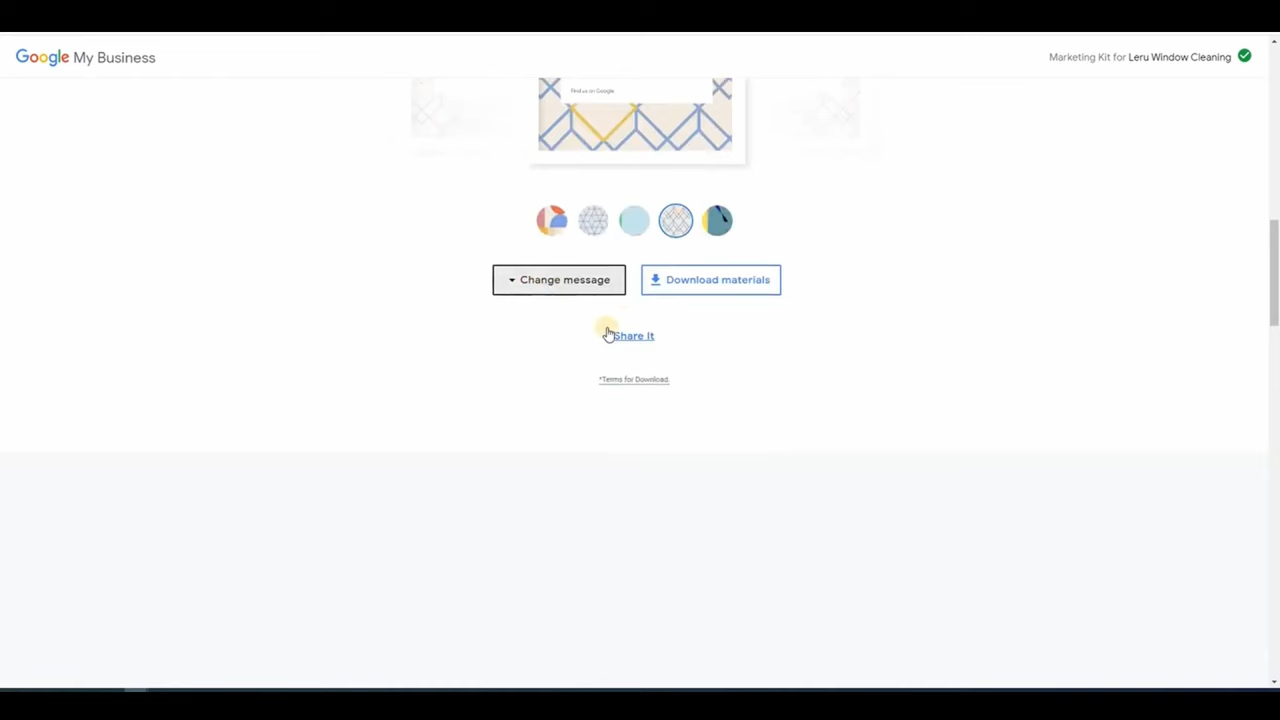 Google My Business
Marketing Kit for Leru Window Cleaning
Find us on Google
Change message
Download materials
Share it
*Terms for Download.